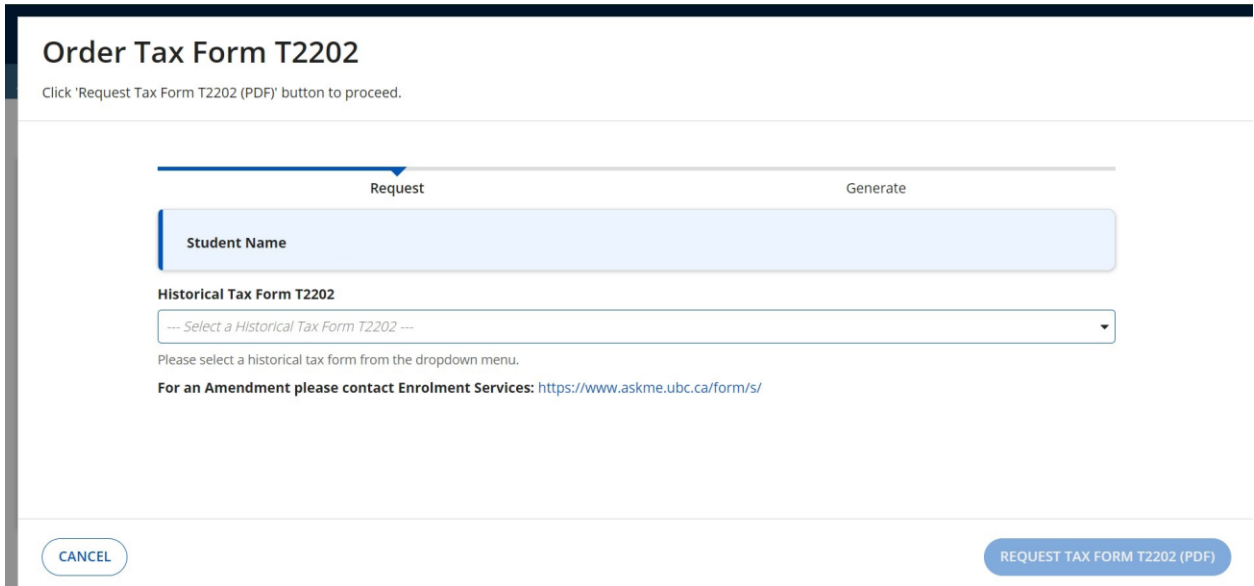 Order Tax Form T2202
Click 'Request Tax Form T2202 (PDF)' button to proceed.
Request
Generate
Student Name
Historical Tax Form T2202
--- Select a Historical Tax Form T2202 ---
Please select a historical tax form from the dropdown menu.
For an Amendment please contact Enrolment Services: https://www.askme.ubc.ca/form/s/
CANCEL
REQUEST TAX FORM T2202 (PDF)